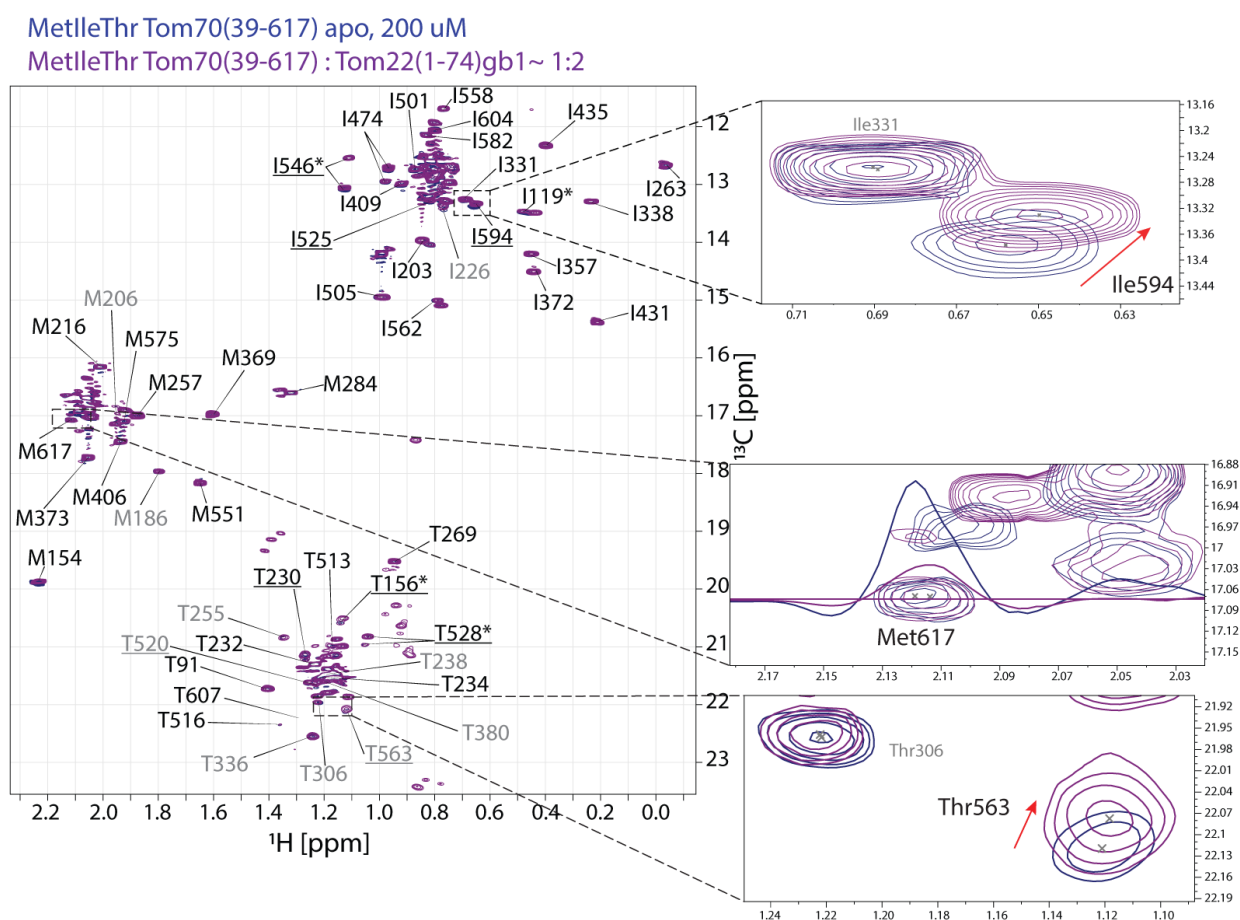 MetIleThr Tom70(39-617) apo, 200 uM
MetIleThr Tom70(39-617) : Tom22(1-74)gb1~ 1:2
I558
I501
I604
I435
I474
I582
I546*
I331
I263
I409
I119*
I338
I525
I594
I203
I226
I357
I372
I505
I562
I431
M206
M216
M575
M369
M257
M284
M617
M406
M373
M186
M551
M154
T269
T513
T230
T156*
T255
T232
T528*
T520
T238
T91
T234
T607
T516
T380
T336
T306
T563
12
13
14
15
16
17
18
19
20
21
22
23
¹³C [ppm]
2.2 2.0 1.8 1.6 1.4 1.2 1.0 0.8 0.6 0.4 0.2 0.0
¹H [ppm]
Ile331
Ile594
13.16
13.2
13.24
13.28
13.32
13.36
13.4
13.44
0.71 0.69 0.67 0.65 0.63
Met617
16.88
16.91
16.94
16.97
17
17.03
17.06
17.09
17.12
17.15
2.17 2.15 2.13 2.11 2.09 2.07 2.05 2.03
Thr306
Thr563
21.92
21.95
21.98
22.01
22.04
22.07
22.1
22.13
22.16
22.19
1.24 1.22 1.20 1.18 1.16 1.14 1.12 1.10